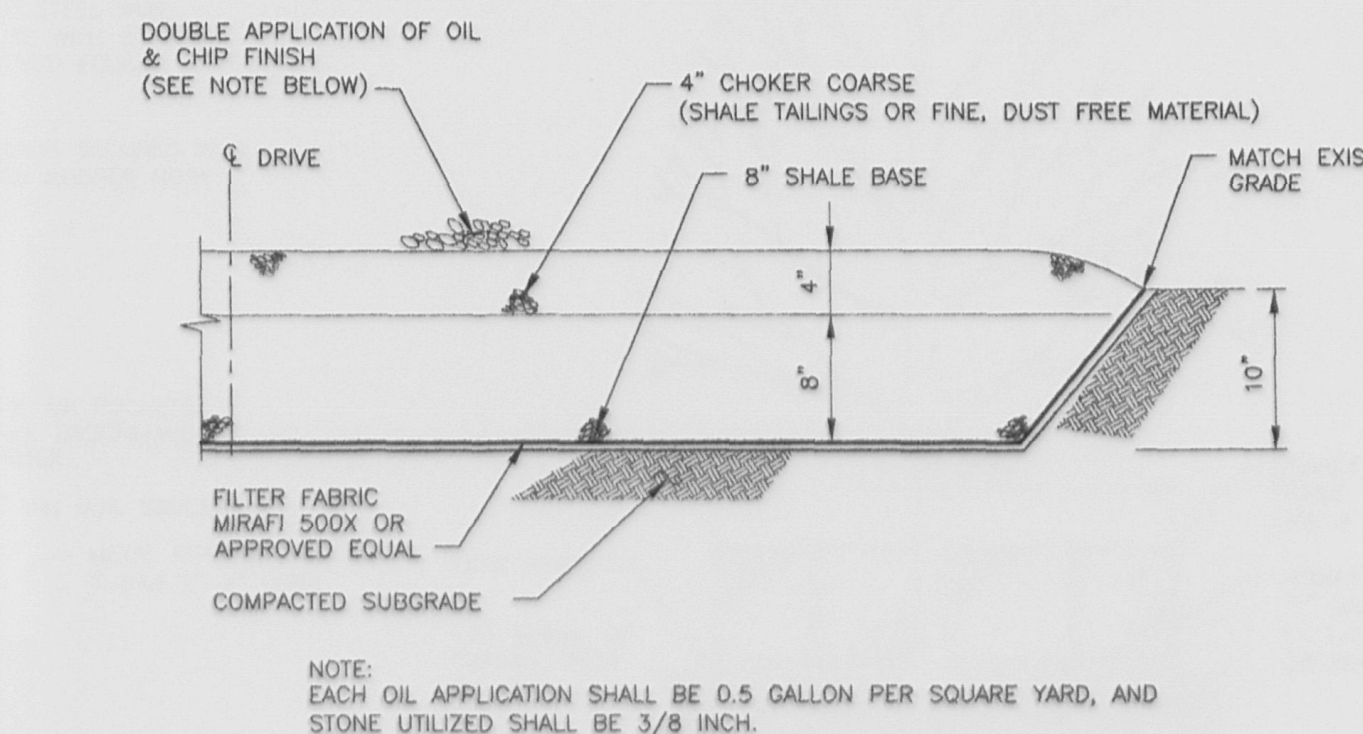 DOUBLE APPLICATION OF OIL
& CHIP FINISH
(SEE NOTE BELOW)
4" CHOKER COARSE
(SHALE TAILINGS OR FINE, DUST FREE MATERIAL)
℄ DRIVE
8" SHALE BASE
MATCH EXIS
GRADE
4"
8"
10"
FILTER FABRIC
MIRAFI 500X OR
APPROVED EQUAL
COMPACTED SUBGRADE
NOTE:
EACH OIL APPLICATION SHALL BE 0.5 GALLON PER SQUARE YARD, AND
STONE UTILIZED SHALL BE 3/8 INCH.